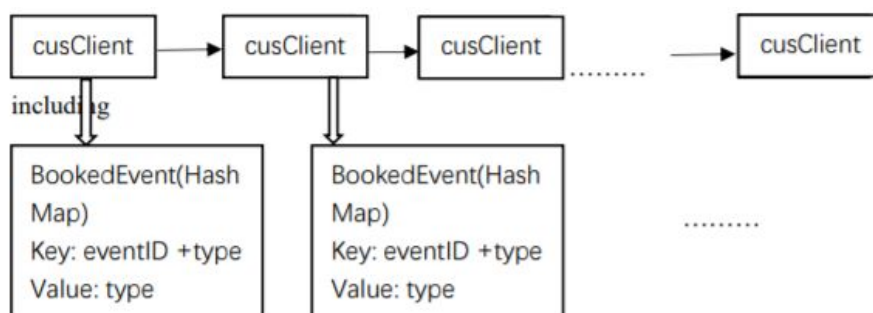 cusClient
cusClient
cusClient
cusClient
.........
including
BookedEvent(Hash
Map)
Key: eventID +type
Value: type
BookedEvent(Hash
Map)
Key: eventID +type
Value: type
.........